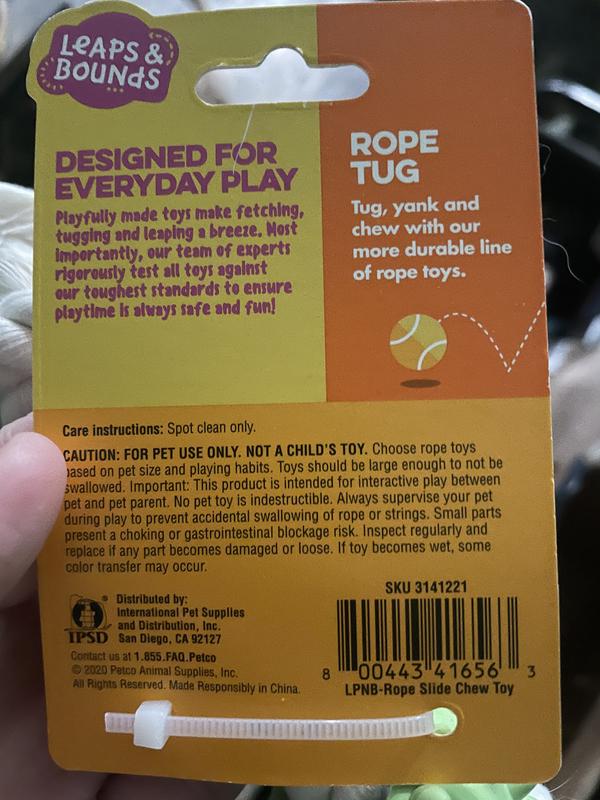 LEAPS &
BOUNDS
DESIGNED FOR
EVERYDAY PLAY
Playfully made toys make fetching,
tugging and leaping a breeze. Most
importantly, our team of experts
rigorously test all toys against
our toughest standards to ensure
playtime is always safe and fun!
ROPE
TUG
Tug, yank and
chew with our
more durable line
of rope toys.
Care instructions: Spot clean only.
CAUTION: FOR PET USE ONLY. NOT A CHILD'S TOY. Choose rope toys
based on pet size and playing habits. Toys should be large enough to not be
swallowed. Important: This product is intended for interactive play between
pet and pet parent. No pet toy is indestructible. Always supervise your pet
during play to prevent accidental swallowing of rope or strings. Small parts
present a choking or gastrointestinal blockage risk. Inspect regularly and
replace if any part becomes damaged or loose. If toy becomes wet, some
color transfer may occur.
IPSD ®
Distributed by:
International Pet Supplies
and Distribution, Inc.
San Diego, CA 92127
Contact us at 1.855.FAQ.Petco
© 2020 Petco Animal Supplies, Inc.
All Rights Reserved. Made Responsibly in China.
SKU 3141221
8 00443 41656 3
LPNB-Rope Slide Chew Toy